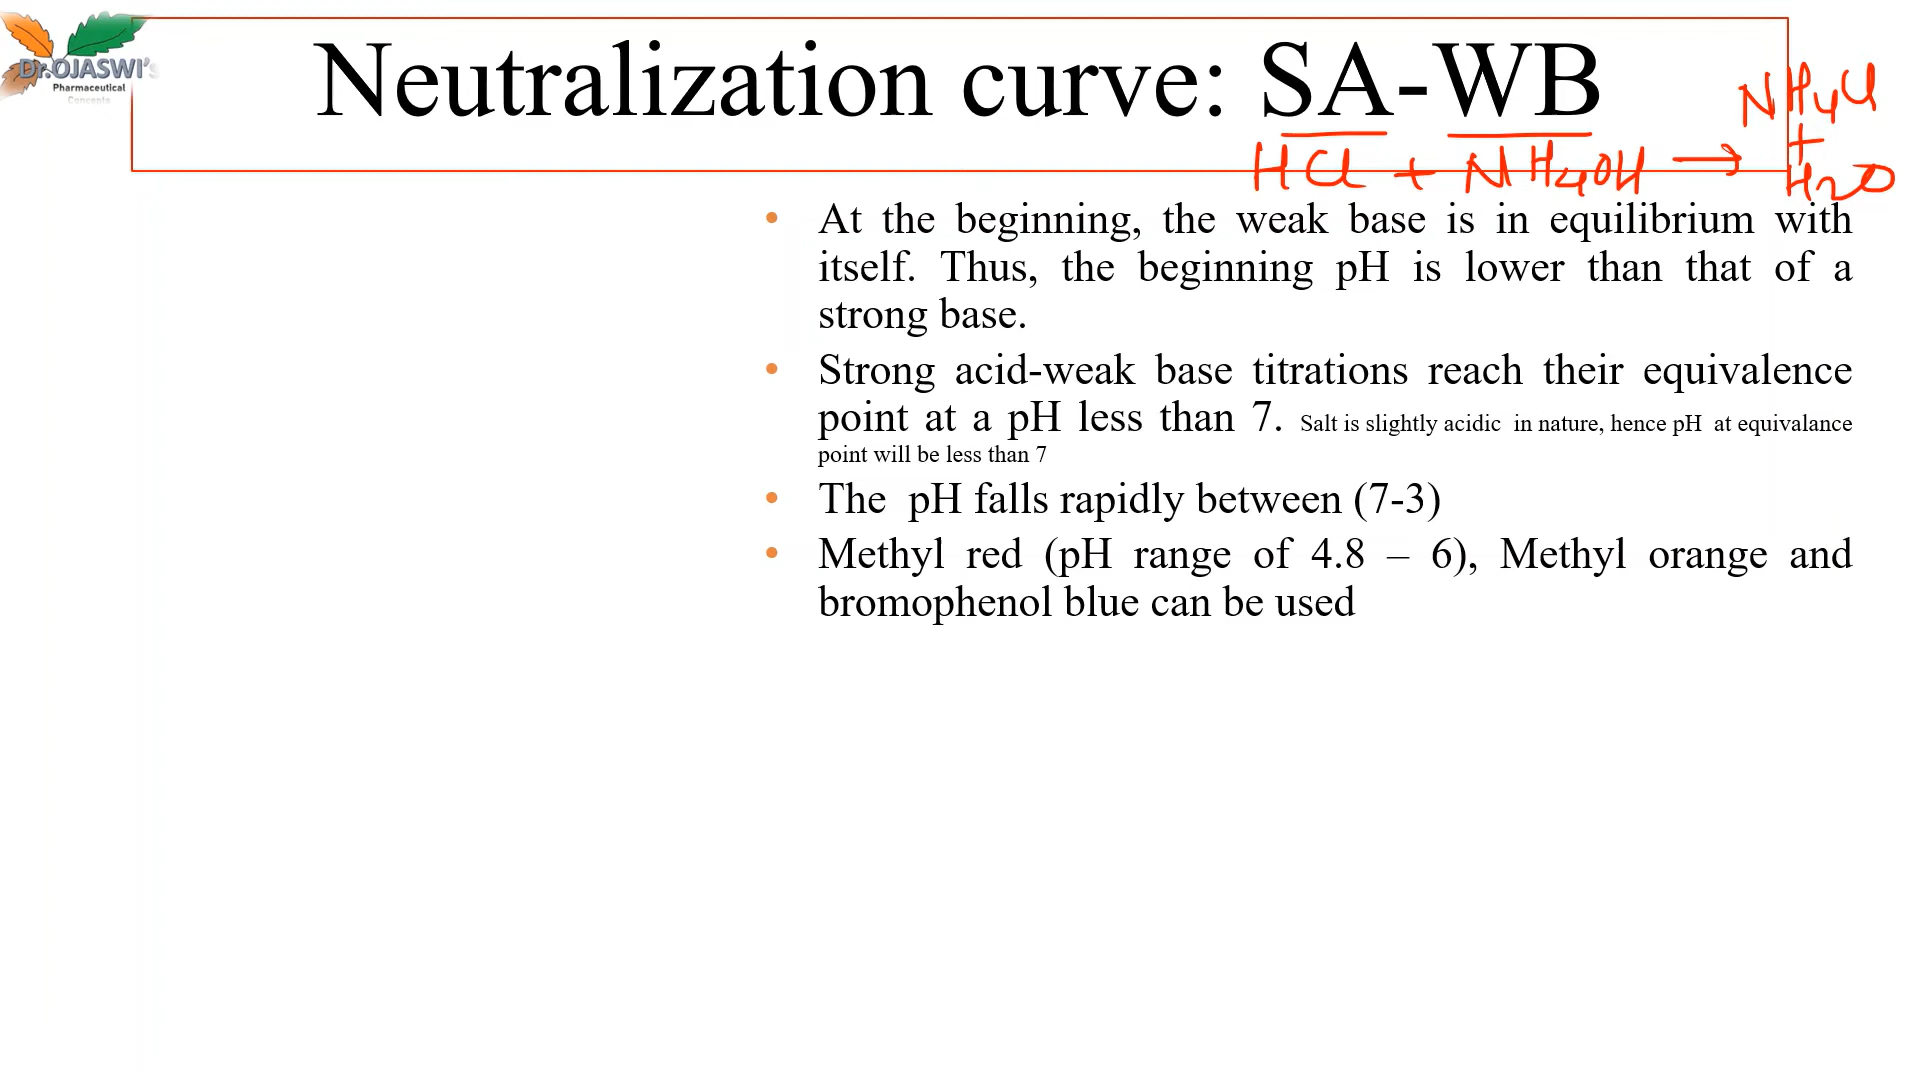 Dr.OJASWI's
Pharmaceutical
Concepts
Neutralization curve: SA-WB
NH4Cl
+
H2O
HCl + NH4OH →
• At the beginning, the weak base is in equilibrium with
itself. Thus, the beginning pH is lower than that of a
strong base.
• Strong acid-weak base titrations reach their equivalence
point at a pH less than 7. Salt is slightly acidic in nature, hence pH at equivalance
point will be less than 7
• The pH falls rapidly between (7-3)
• Methyl red (pH range of 4.8 – 6), Methyl orange and
bromophenol blue can be used